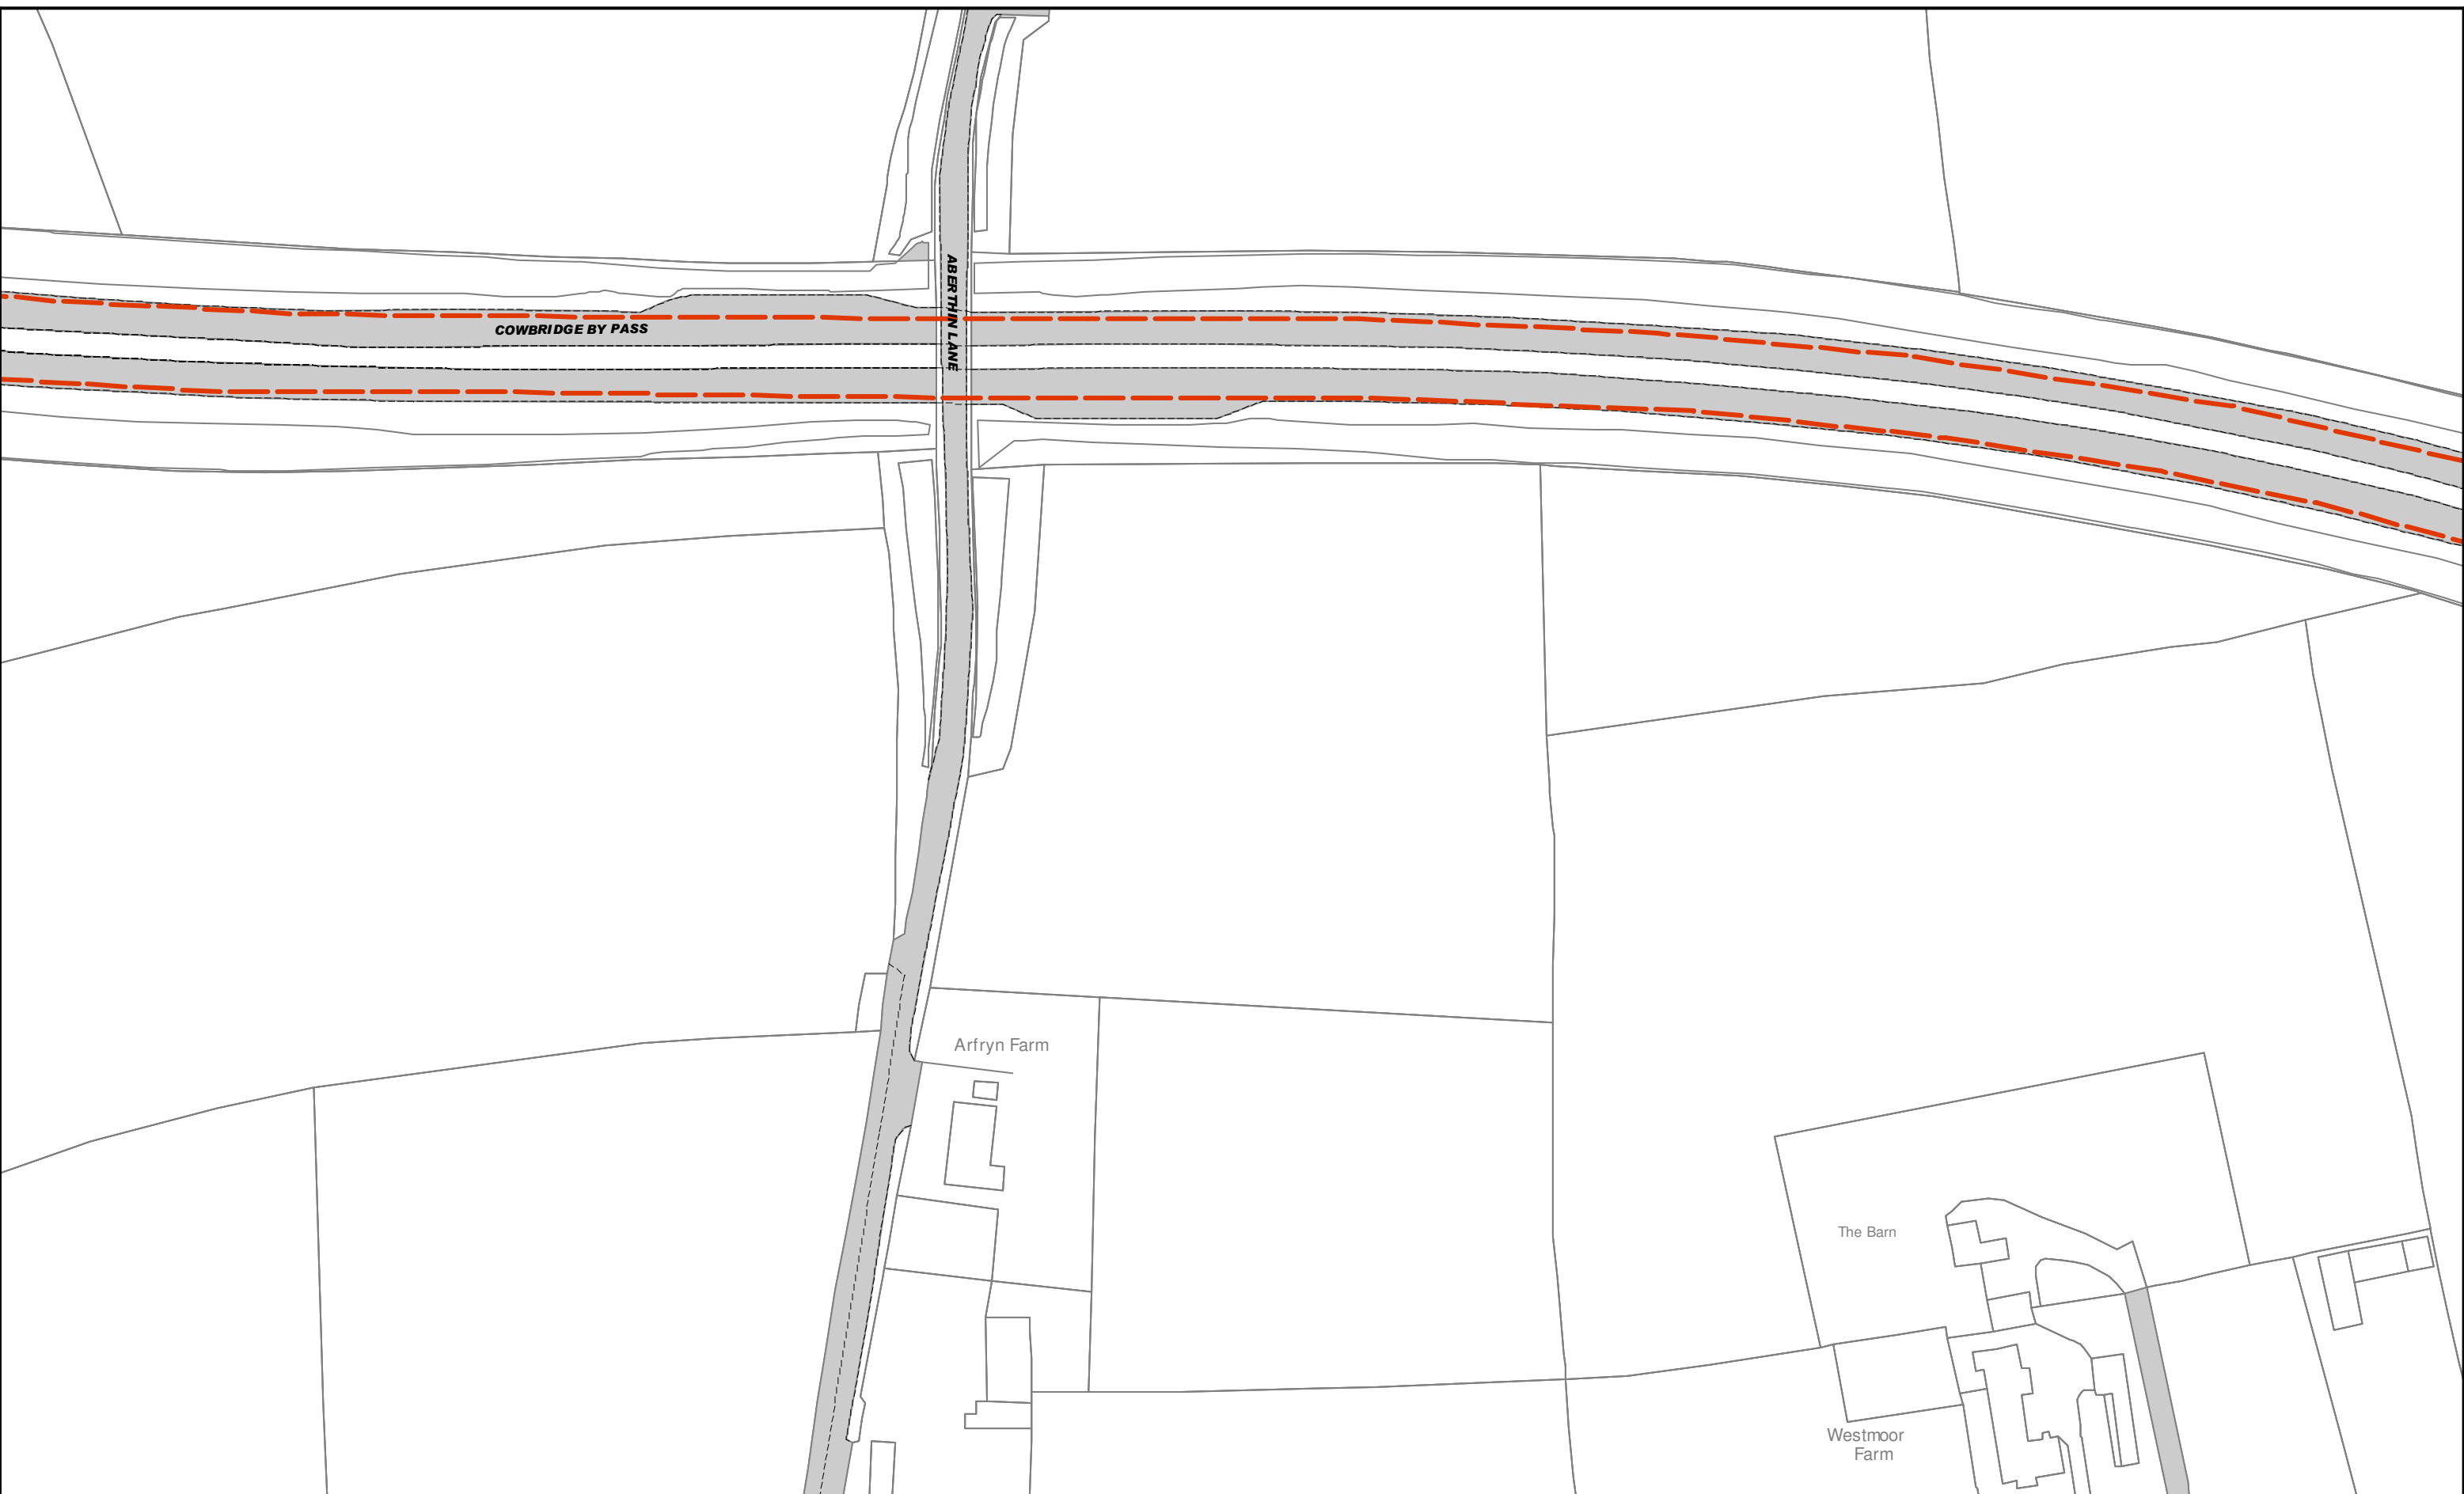 ABERTHIN LANE
COWBRIDGE BY PASS
Arfryn Farm
The Barn
Westmoor
Farm